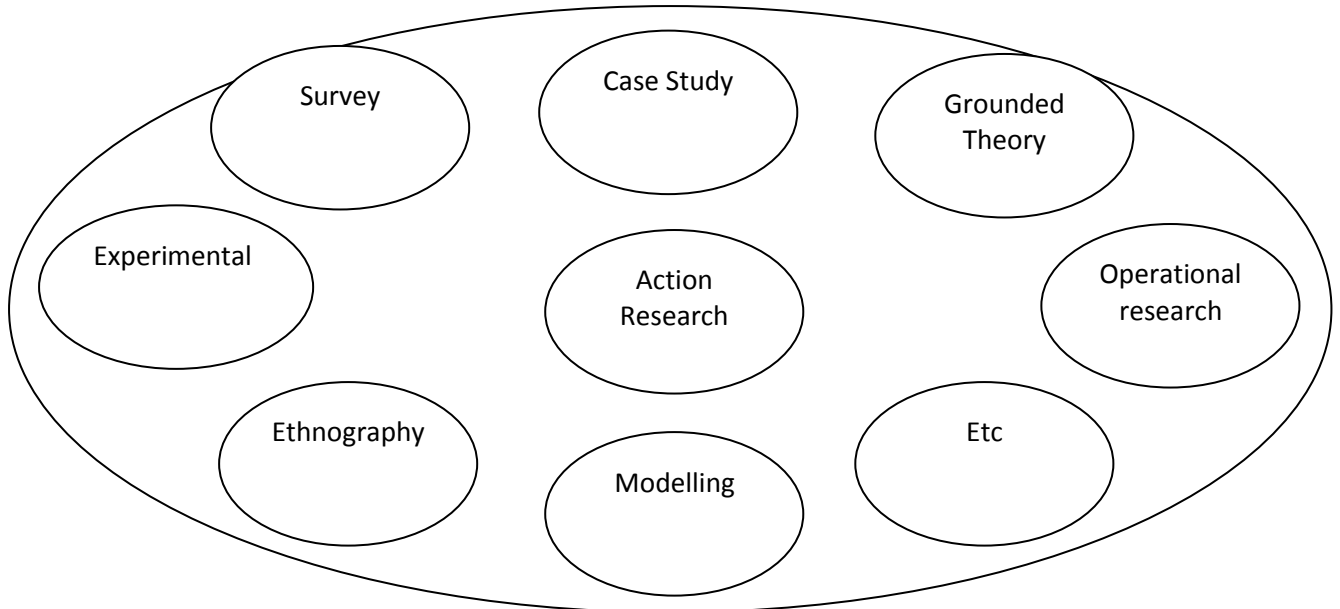 Survey
Case Study
Grounded
Theory
Experimental
Action
Research
Operational
research
Ethnography
Modelling
Etc